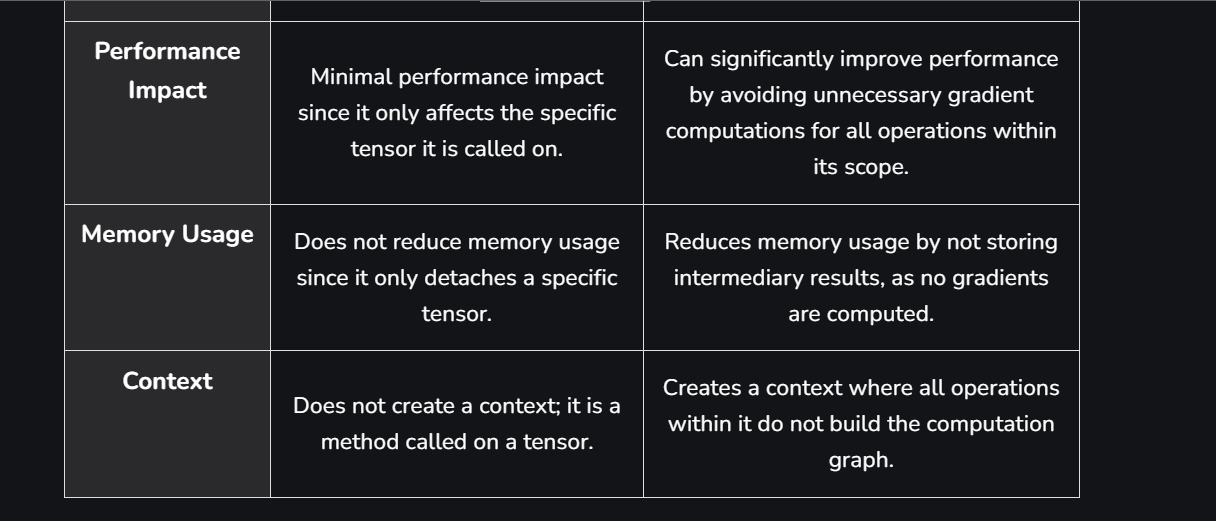 Performance
Impact
Minimal performance impact
since it only affects the specific
tensor it is called on.
Can significantly improve performance
by avoiding unnecessary gradient
computations for all operations within
its scope.
Memory Usage
Does not reduce memory usage
since it only detaches a specific
tensor.
Reduces memory usage by not storing
intermediary results, as no gradients
are computed.
Context
Does not create a context; it is a
method called on a tensor.
Creates a context where all operations
within it do not build the computation
graph.